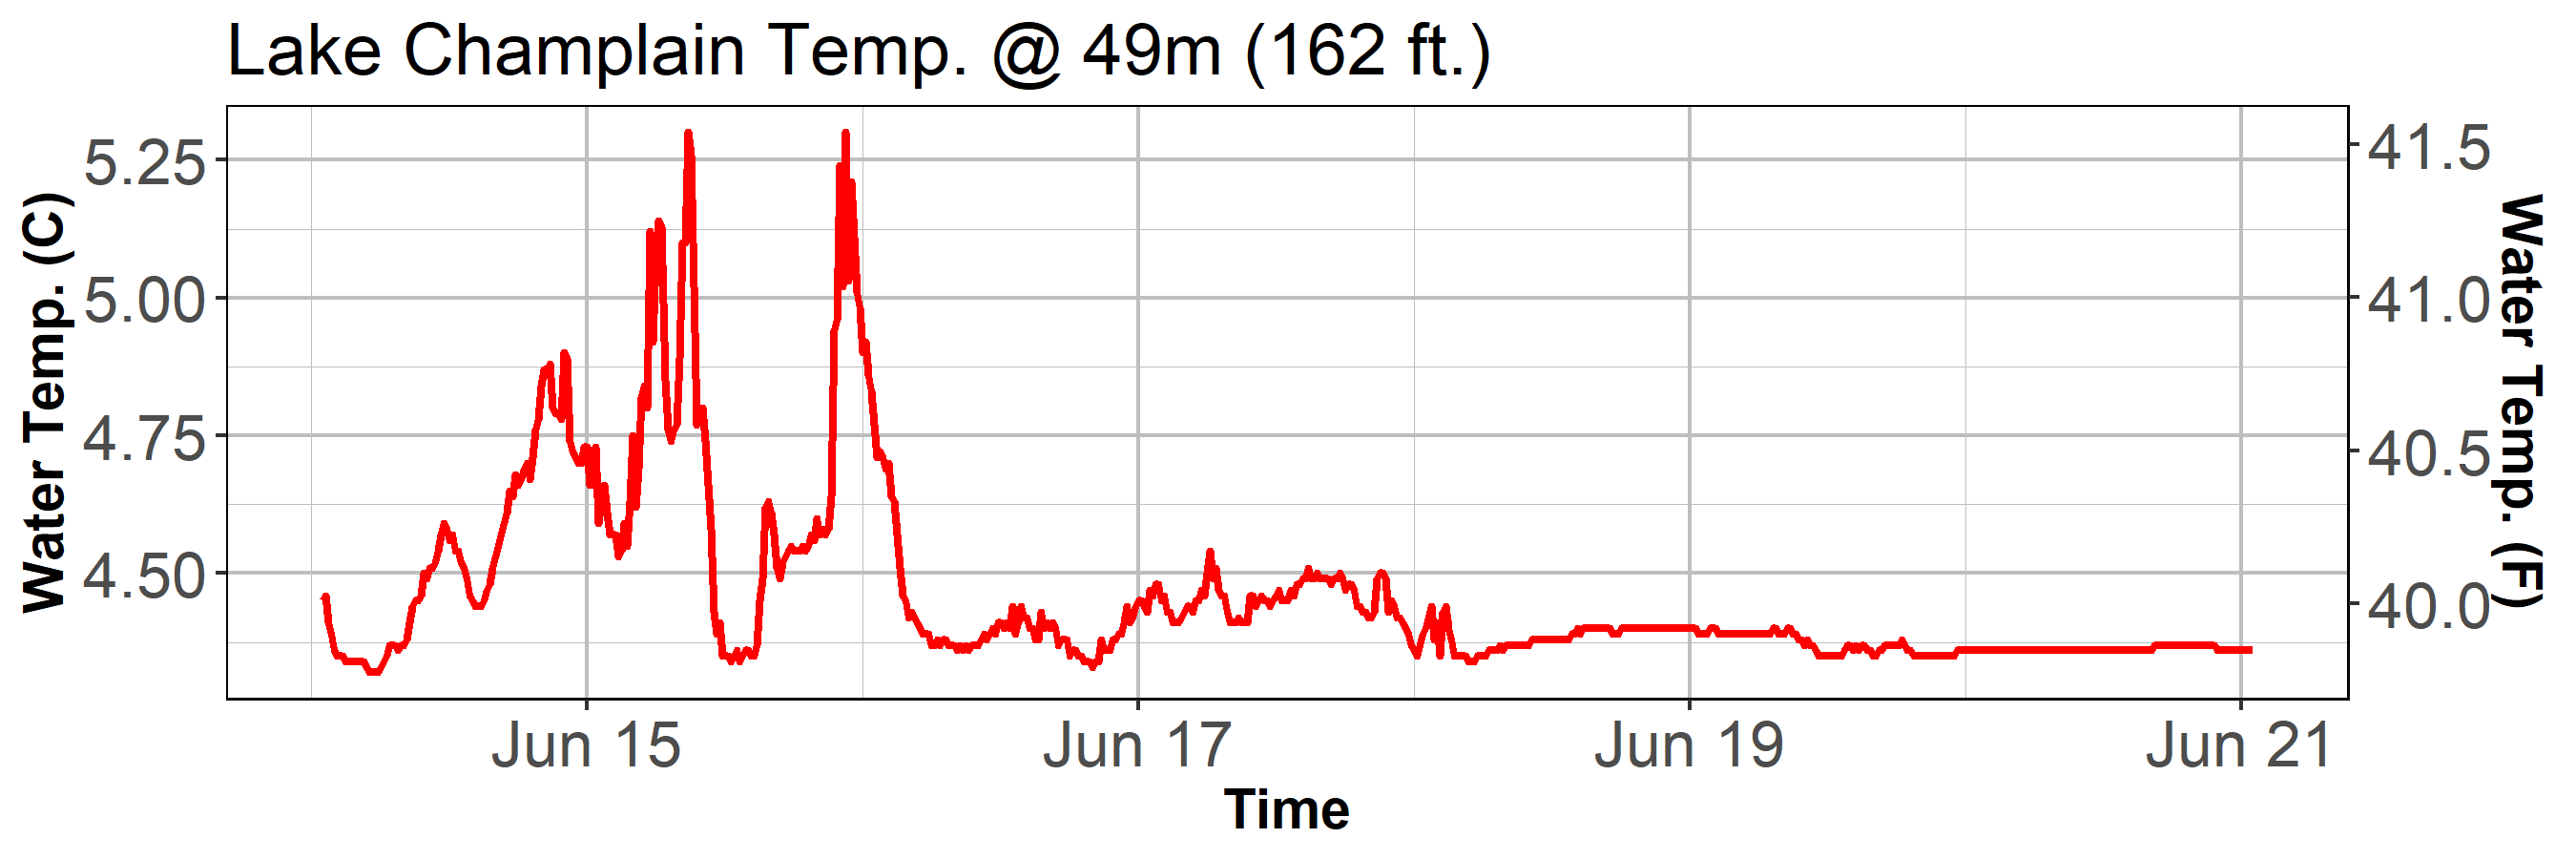 Lake Champlain Temp. @ 49m (162 ft.)
Water Temp. (C)
5.25
5.00
4.75
4.50
41.5
41.0
40.5
40.0
Water Temp. (F)
Jun 15 Jun 17 Jun 19 Jun 21
Time